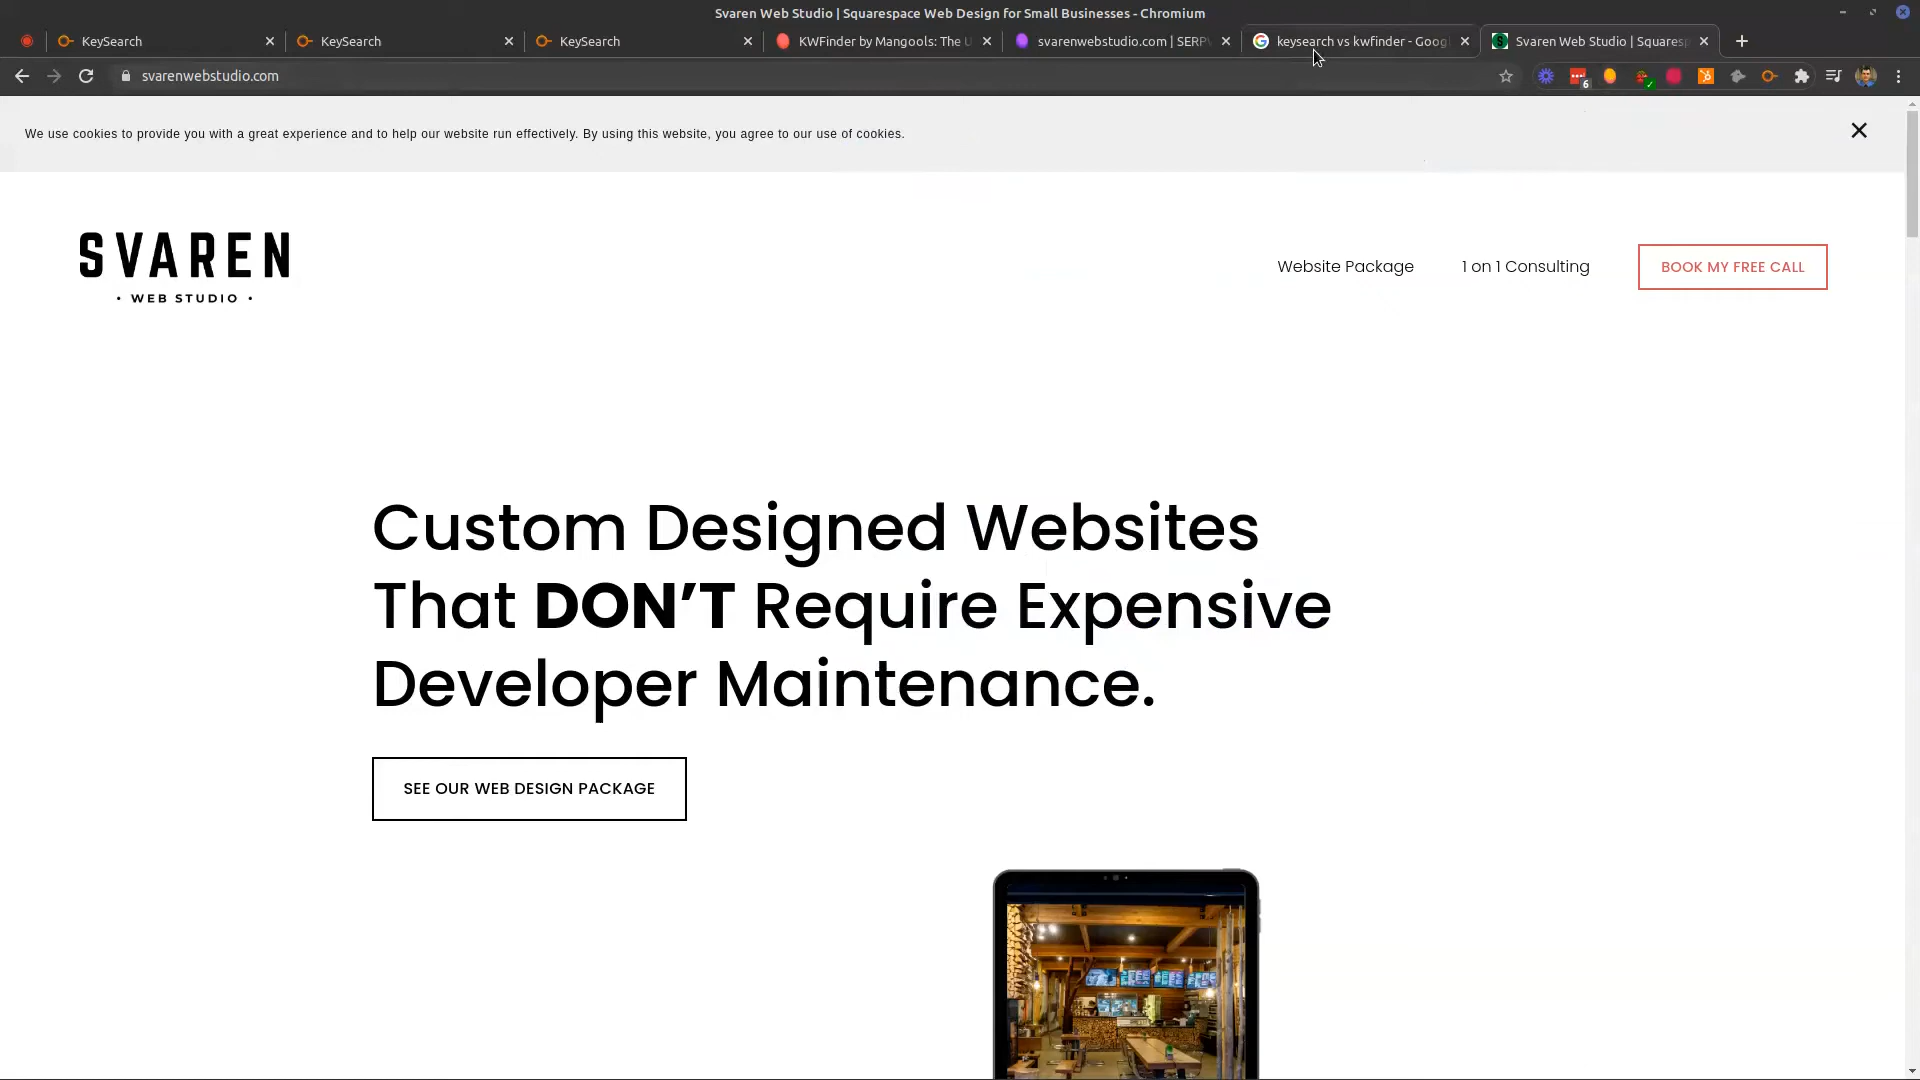 Svaren Web Studio | Squarespace Web Design for Small Businesses - Chromium
KeySearch
KeySearch
KeySearch
KWFinder by Mangools: The U
svarenwebstudio.com | SERP
keysearch vs kwfinder - Goog
Svaren Web Studio | Squaresp
svarenwebstudio.com
6
We use cookies to provide you with a great experience and to help our website run effectively. By using this website, you agree to our use of cookies.
SVAREN
• WEB STUDIO •
Website Package
1 on 1 Consulting
BOOK MY FREE CALL
Custom Designed Websites
That DON’T Require Expensive
Developer Maintenance.
SEE OUR WEB DESIGN PACKAGE